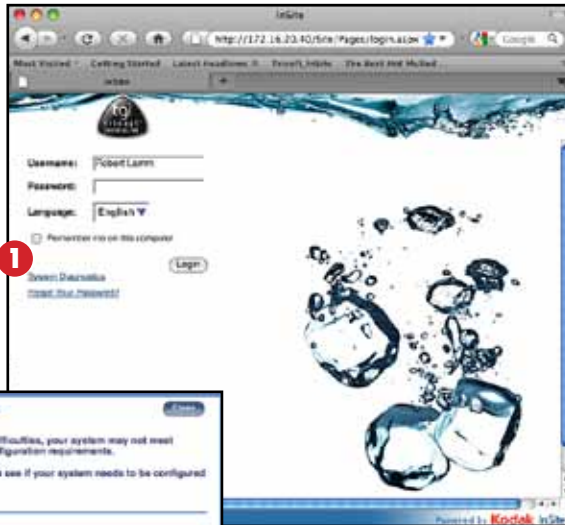 InSite
http://172.16.20.40/Site/Pages/login.aspx
Google
Most Visited Getting Started Latest Headlines
InSite
Username: Robert Lamm
Password:
Language: English
Remember me on this computer
1
Login
System Diagnostics
Forgot Your Password?
Close
difficulties, your system may not meet
figuration requirements.
see if your system needs to be configured
Powered by Kodak InSite